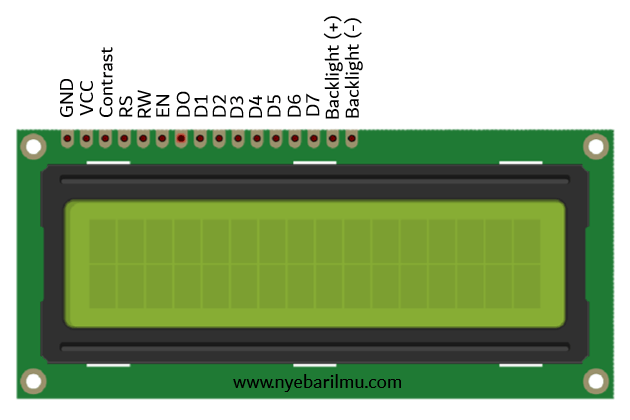 GND
VCC
Contrast
RS
RW
EN
DO
D1
D2
D3
D4
D5
D6
D7
Backlight (+)
Backlight (-)
www.nyebarilmu.com